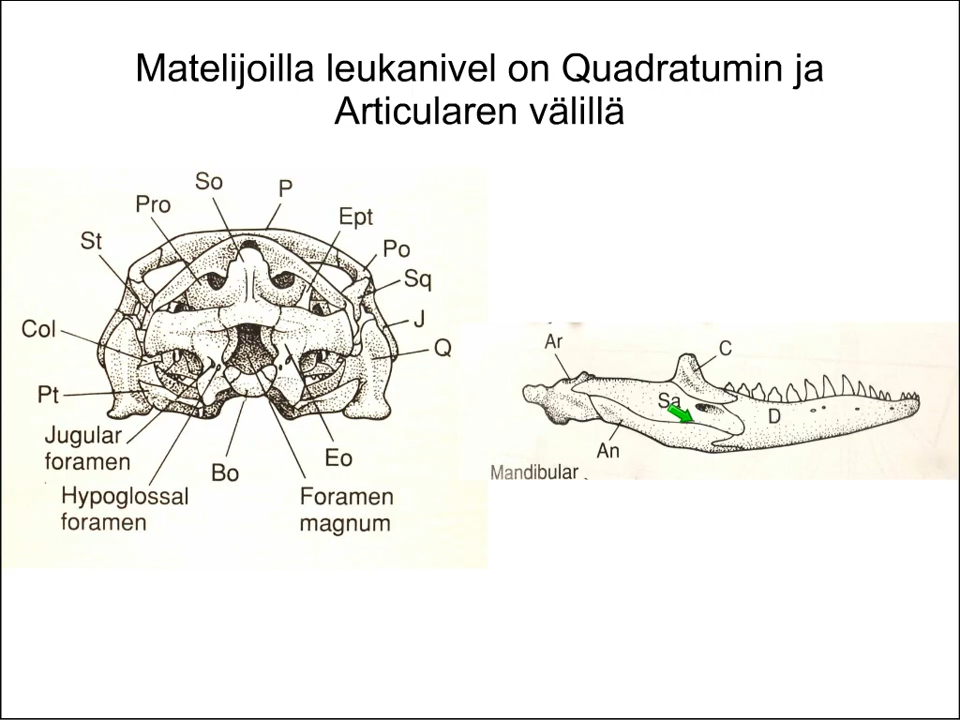 Matelijoilla leukanivel on Quadratumin ja
Articularen välillä
So
P
Pro
Ept
St
Po
Sq
Col
J
Q
Pt
Jugular
foramen
Hypoglossal
foramen
Bo
Eo
Foramen
magnum
Ar
C
Sa
D
An
Mandibular